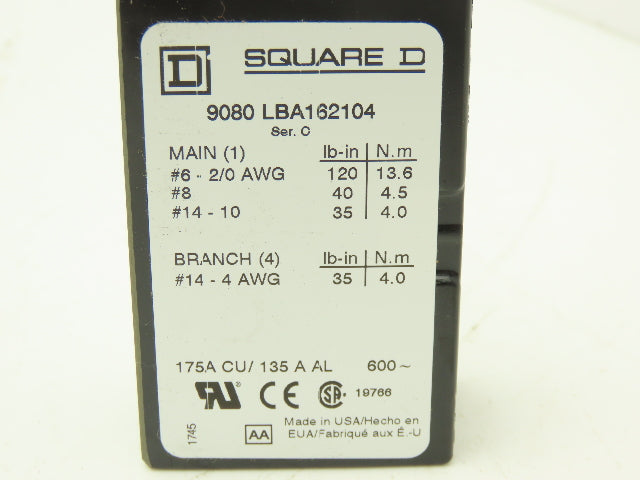 D SQUARE D
9080 LBA162104
Ser. C
MAIN (1) lb-in N.m
#6 - 2/0 AWG 120 13.6
#8 40 4.5
#14 - 10 35 4.0
BRANCH (4) lb-in N.m
#14 - 4 AWG 35 4.0
175A CU/ 135 A AL 600~
UR CE SA 19766
1745 AA Made in USA/Hecho en
EUA/Fabriqué aux É.-U